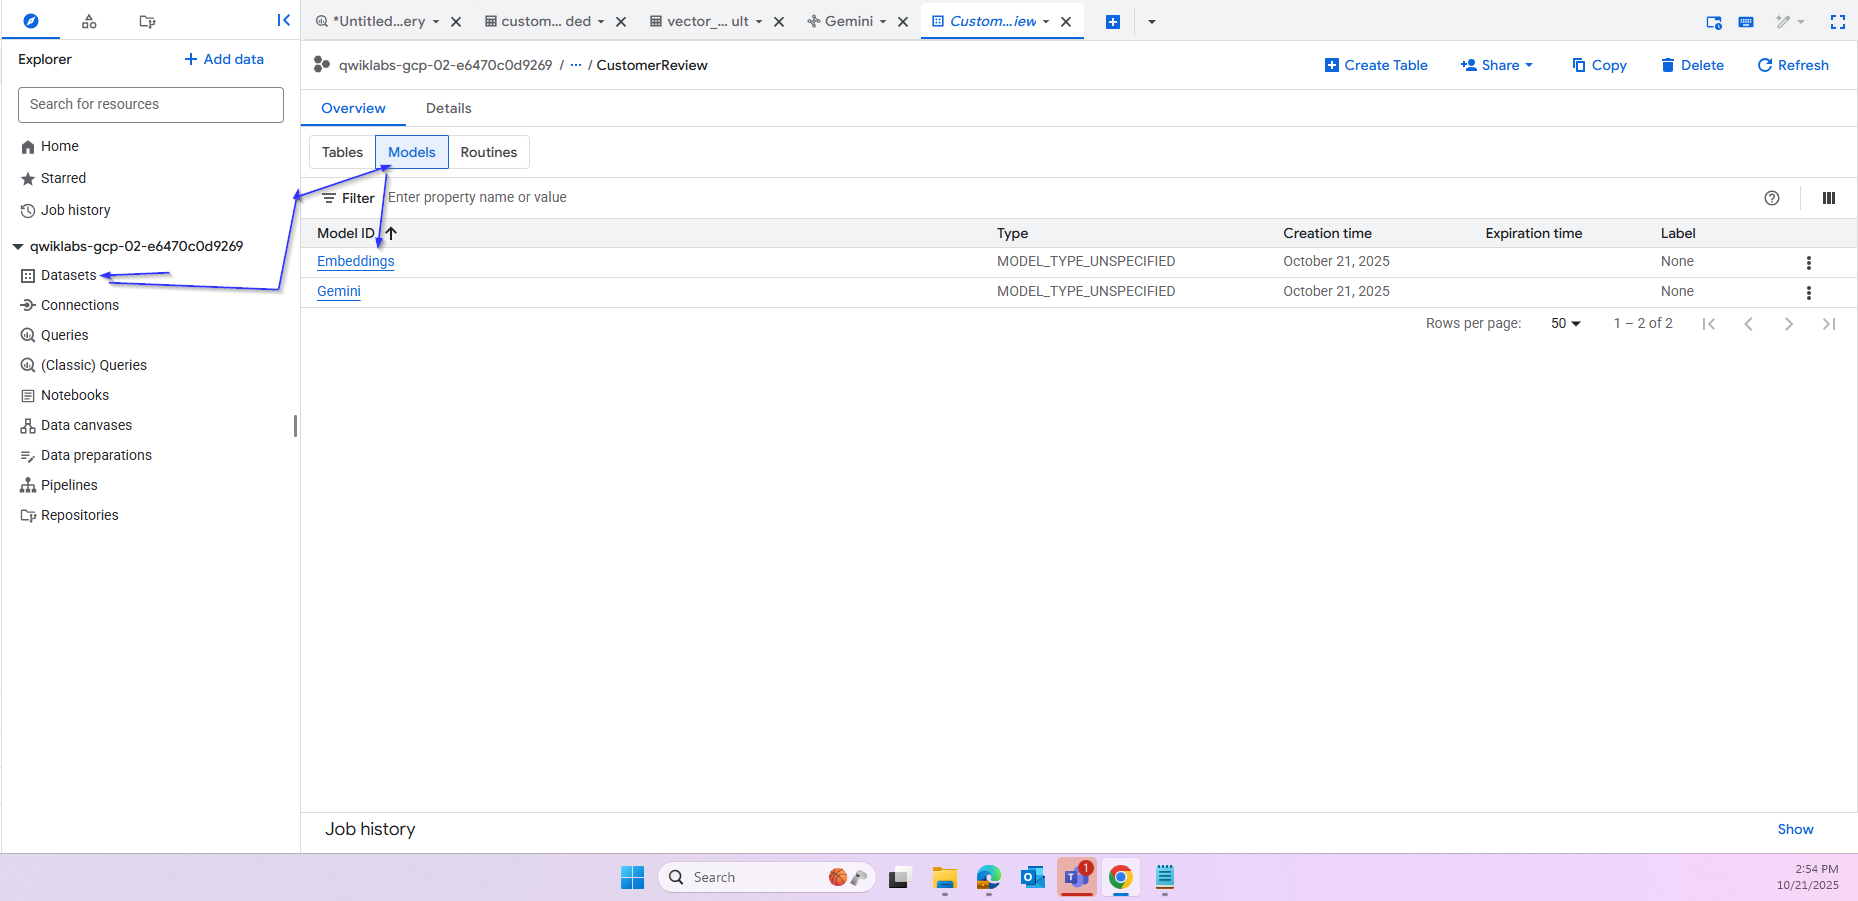 *Untitled...ery
custom... ded
vector_... ult
Gemini
Custom...iew
Explorer
Add data
Search for resources
Home
Starred
Job history
qwiklabs-gcp-02-e6470c0d9269
Datasets
Connections
Queries
(Classic) Queries
Notebooks
Data canvases
Data preparations
Pipelines
Repositories
qwiklabs-gcp-02-e6470c0d9269 / ... / CustomerReview
Create Table Share Copy Delete Refresh
Overview Details
Tables Models Routines
Filter Enter property name or value
Model ID Type Creation time Expiration time Label
Embeddings MODEL_TYPE_UNSPECIFIED October 21, 2025 None
Gemini MODEL_TYPE_UNSPECIFIED October 21, 2025 None
Rows per page: 50 1 – 2 of 2
Job history Show
Search
1
2:54 PM
10/21/2025